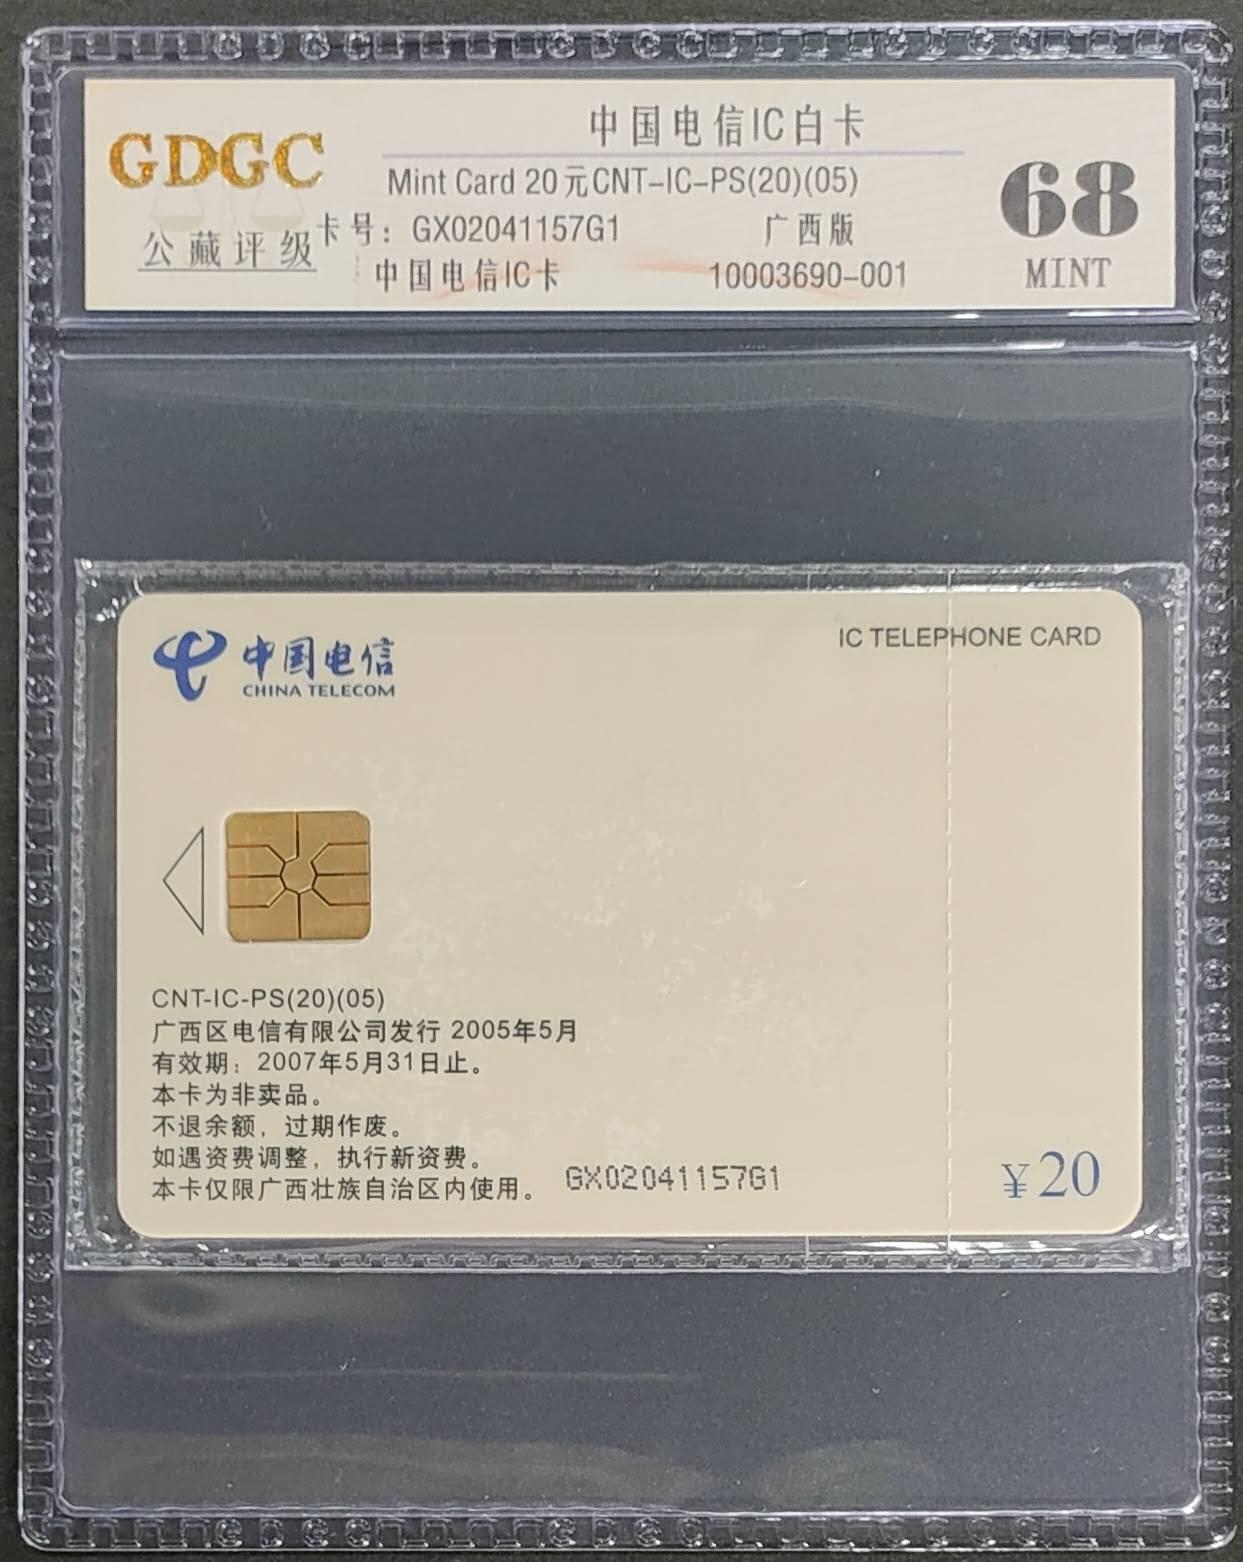 GDGC
公藏评级
中国电信IC白卡
Mint Card 20元CNT-IC-PS(20)(05)
卡号：GX02041157G1 广西版
中国电信IC卡 10003690-001
68
MINT
中国电信
CHINA TELECOM
IC TELEPHONE CARD
CNT-IC-PS(20)(05)
广西区电信有限公司发行 2005年5月
有效期：2007年5月31日止。
本卡为非卖品。
不退余额，过期作废。
如遇资费调整，执行新资费。
本卡仅限广西壮族自治区内使用。
GX02041157G1
¥20